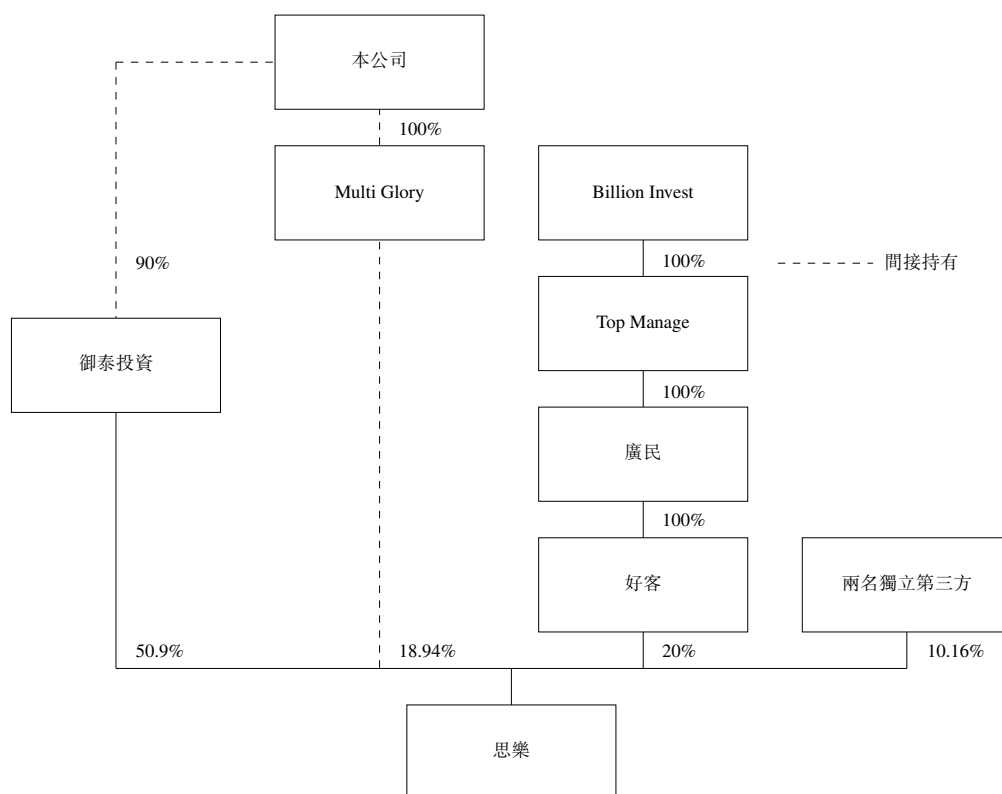 本公司
100%
Multi Glory
Billion Invest
90%
100%
間接持有
Top Manage
御泰投資
100%
廣民
100%
好客
兩名獨立第三方
50.9%
18.94%
20%
10.16%
思樂